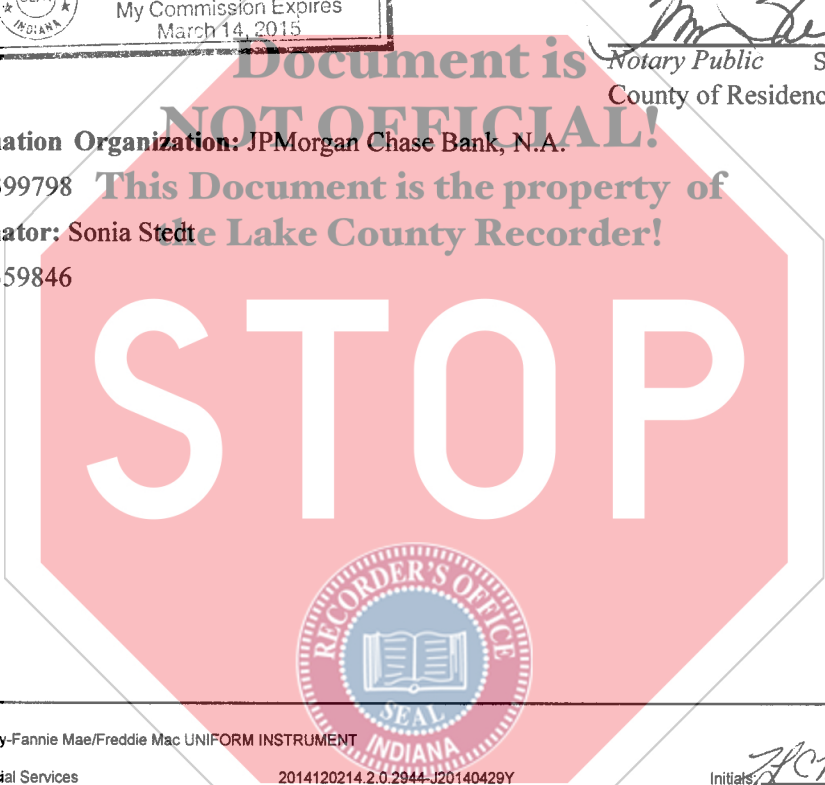 INDIANA
My Commission Expires
March 14, 2015
Document is
Notary Public S
County of Residenc
NOT OFFICIAL!
ation Organization: JPMorgan Chase Bank, N.A.
99798
This Document is the property of
ator: Sonia Stedt
the Lake County Recorder!
59846
STOP
RECORDER'S OFFICE
SEAL
INDIANA
y-Fannie Mae/Freddie Mac UNIFORM INSTRUMENT
ial Services
2014120214.2.0.2944-J20140429Y
Initials: